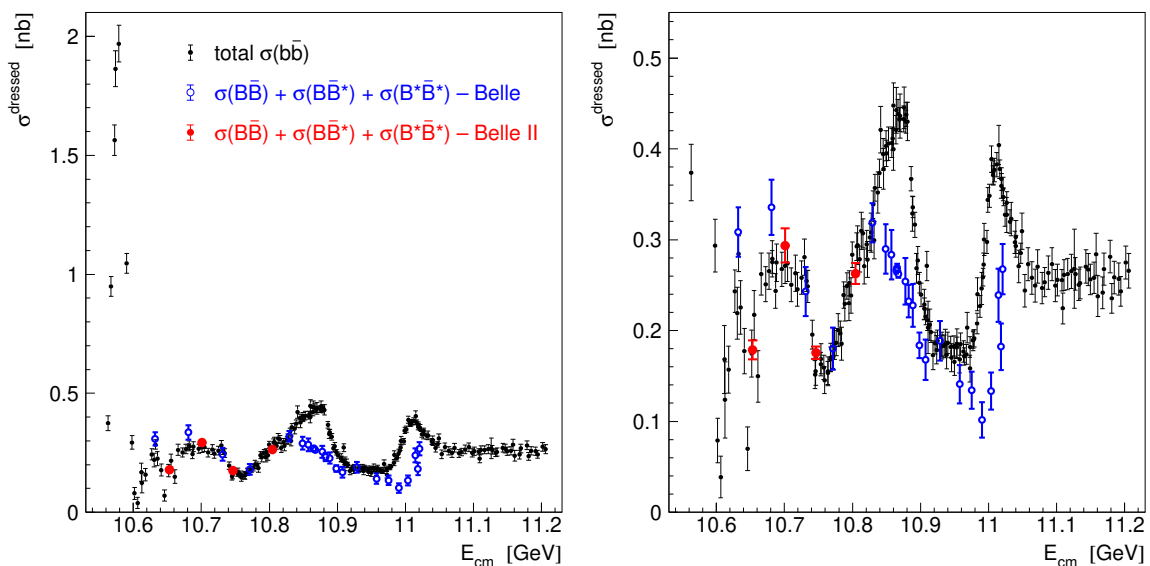 σ^dressed [nb]
2
1.5
1
0.5
0
total σ(bb̄)
σ(BB̄) + σ(BB̄*) + σ(B*B̄*) – Belle
σ(BB̄) + σ(BB̄*) + σ(B*B̄*) – Belle II
10.6 10.7 10.8 10.9 11 11.1 11.2
E_cm [GeV]
σ^dressed [nb]
0.5
0.4
0.3
0.2
0.1
0
10.6 10.7 10.8 10.9 11 11.1 11.2
E_cm [GeV]